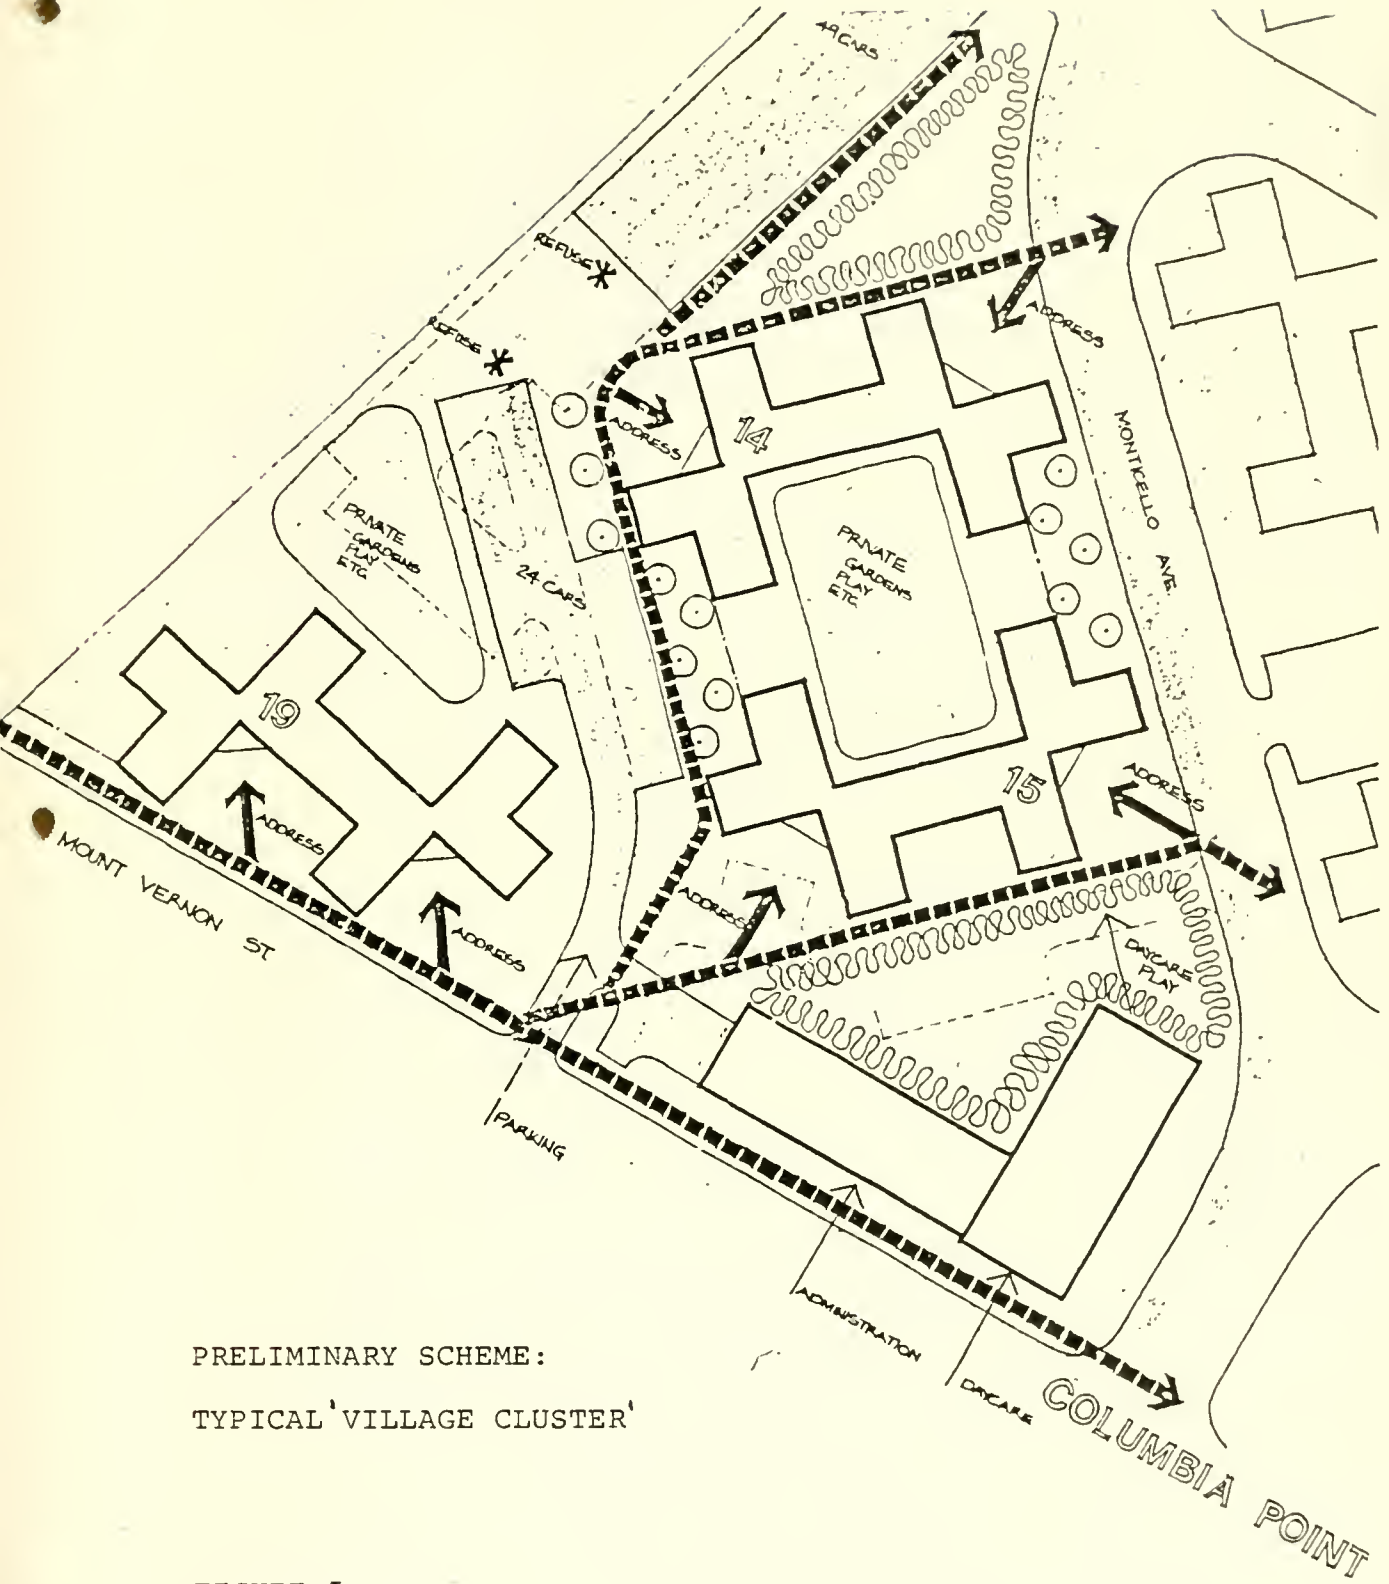 49 CARS
REFUSE
REFUSE
ADDRESS
ADDRESS
14
MONTICELLO AVE.
PRIVATE
GARDENS
PLAY
ETC
PRIVATE
GARDENS
PLAY
ETC
24 CARS
19
15
ADDRESS
ADDRESS
MOUNT VERNON ST
ADDRESS
ADDRESS
DAYCARE
PLAY
PARKING
ADMINISTRATION
DAYCARE
COLUMBIA POINT
PRELIMINARY SCHEME:
TYPICAL 'VILLAGE CLUSTER'